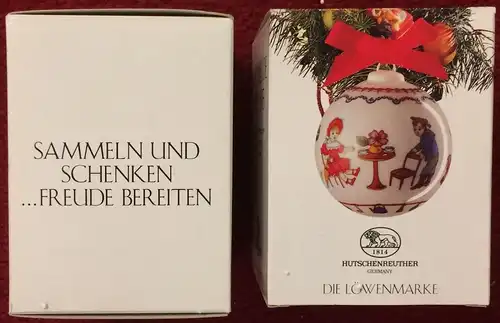 SAMMELN UND
SCHENKEN
...FREUDE BEREITEN
1814
HUTSCHENREUTHER
GERMANY
DIE LÖWENMARKE